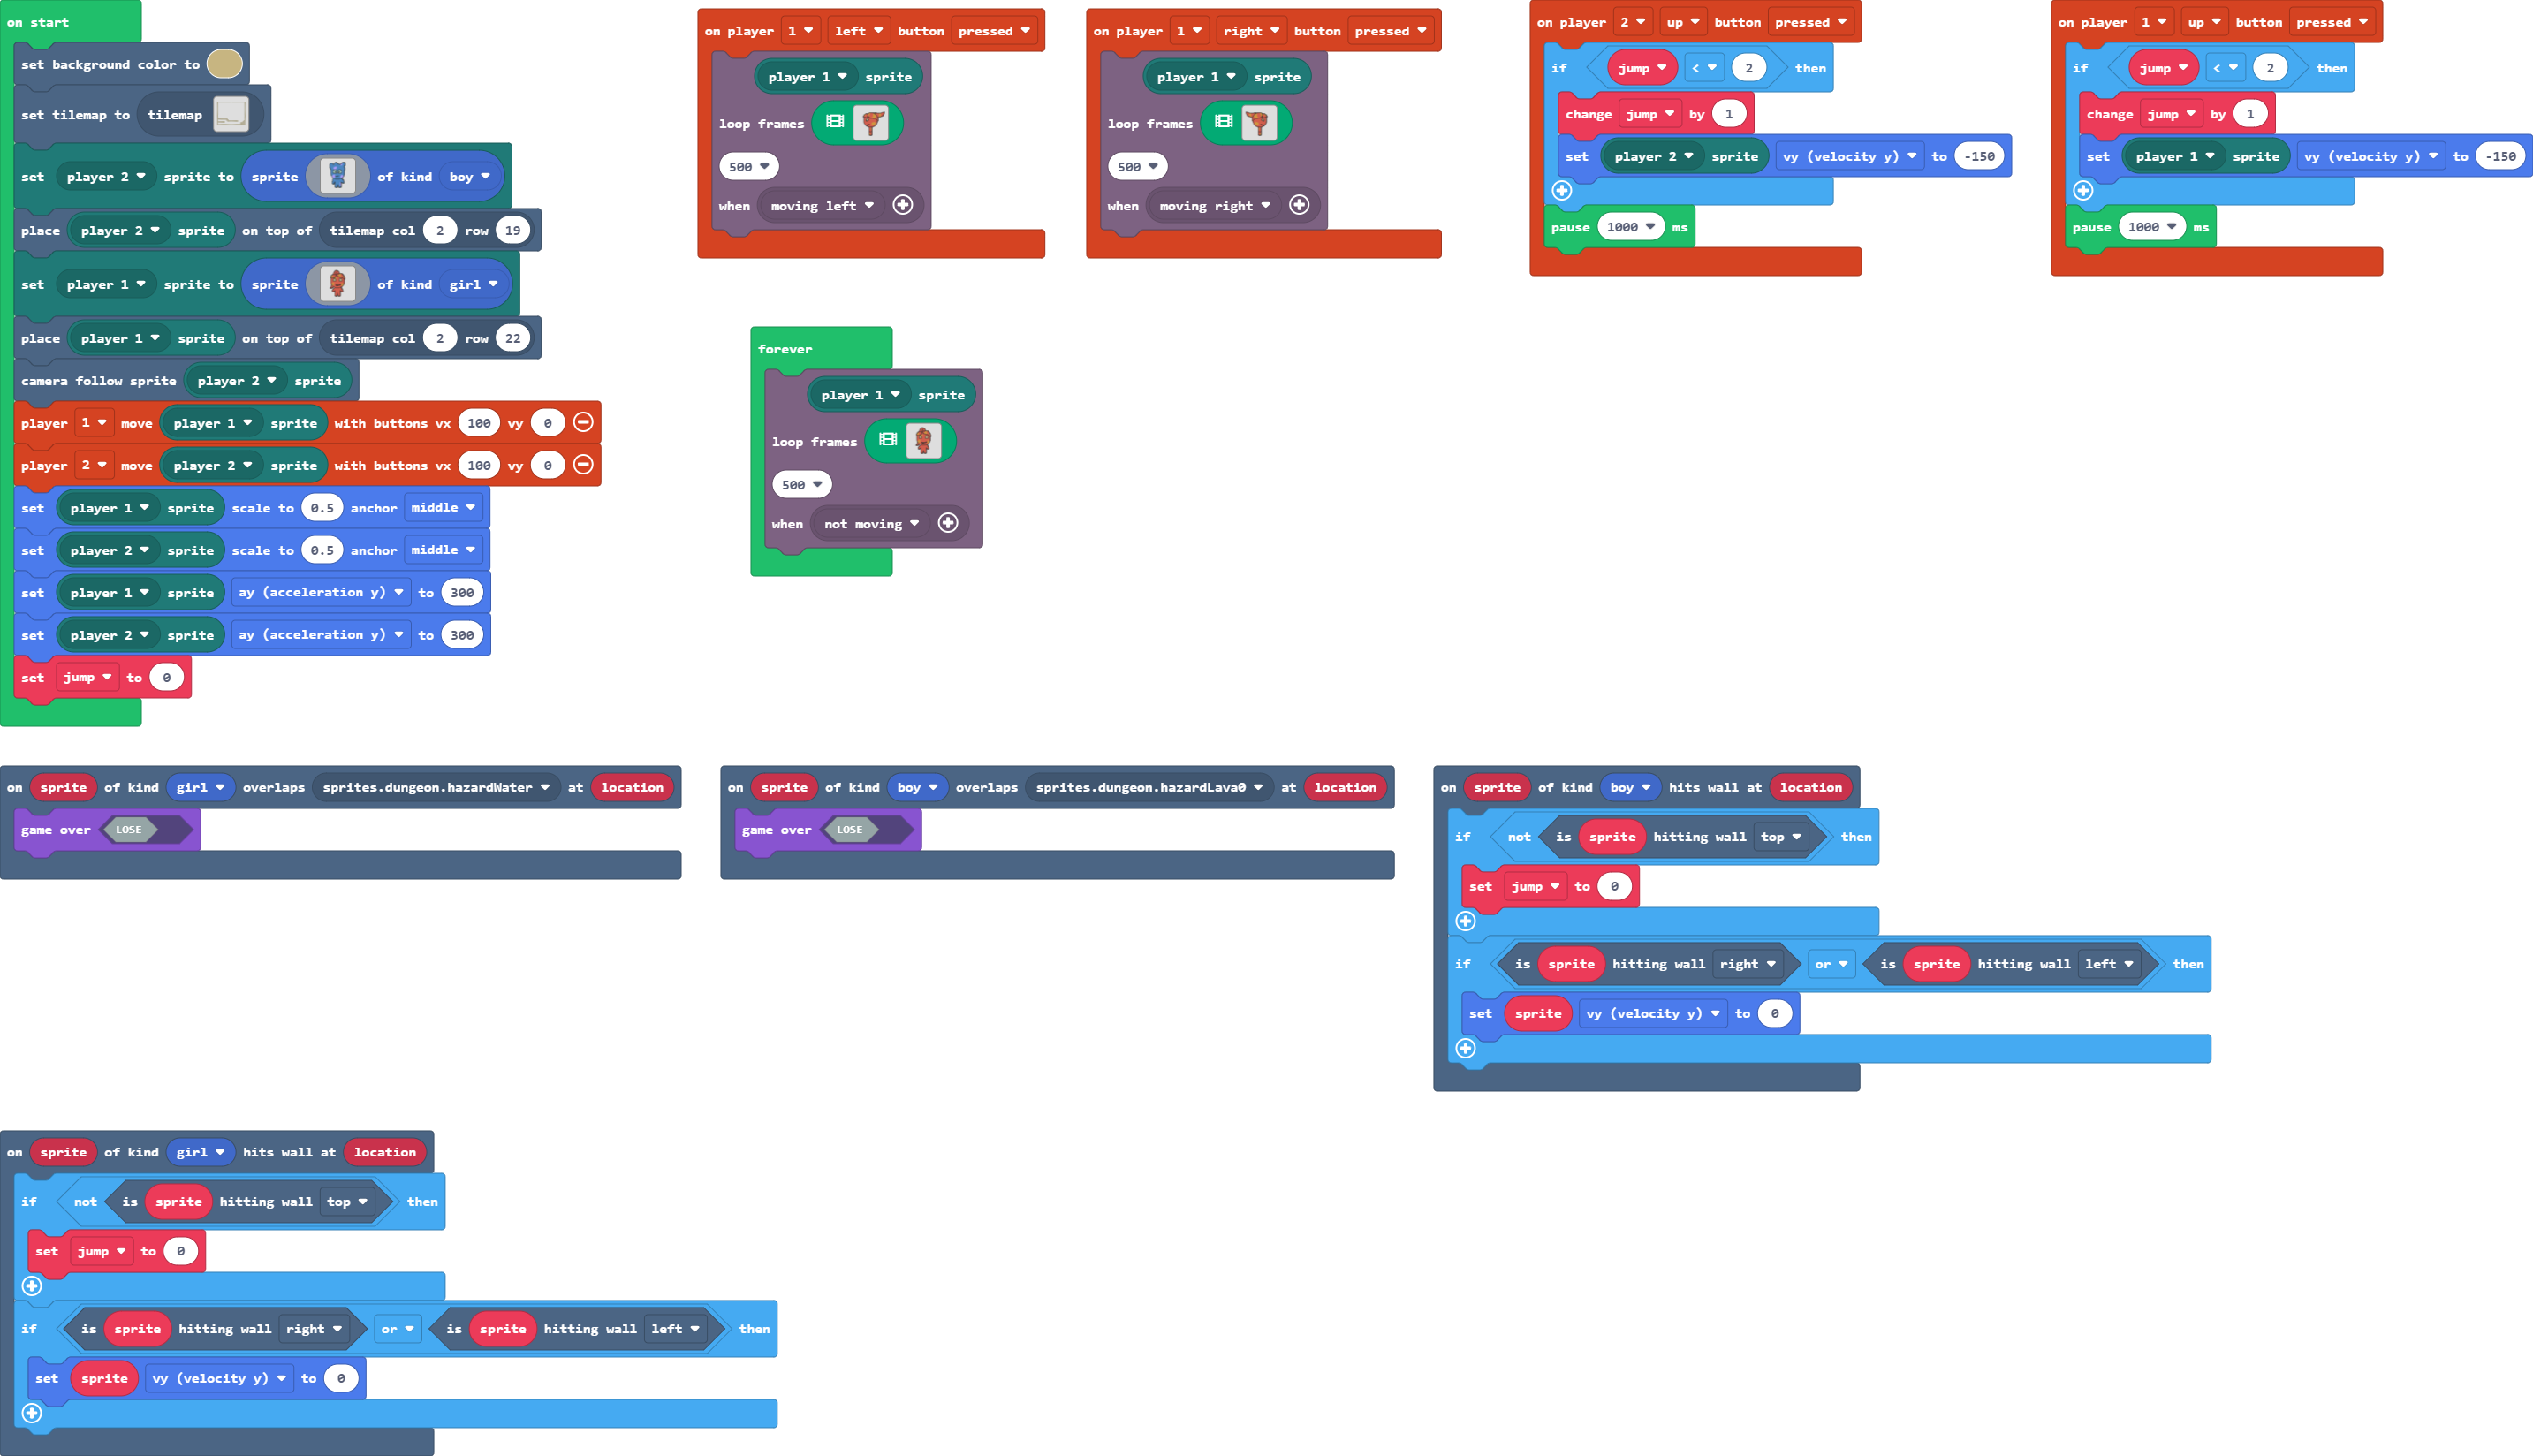 on start
set background color to
set tilemap to tilemap
set player 2 sprite to sprite of kind boy
place player 2 sprite on top of tilemap col 2 row 19
set player 1 sprite to sprite of kind girl
place player 1 sprite on top of tilemap col 2 row 22
camera follow sprite player 2 sprite
player 1 move player 1 sprite with buttons vx 100 vy 0
player 2 move player 2 sprite with buttons vx 100 vy 0
set player 1 sprite scale to 0.5 anchor middle
set player 2 sprite scale to 0.5 anchor middle
set player 1 sprite ay (acceleration y) to 300
set player 2 sprite ay (acceleration y) to 300
set jump to 0
on player 1 left button pressed
player 1 sprite
loop frames
500
when moving left
on player 1 right button pressed
player 1 sprite
loop frames
500
when moving right
on player 2 up button pressed
if jump < 2 then
change jump by 1
set player 2 sprite vy (velocity y) to -150
pause 1000 ms
on player 1 up button pressed
if jump < 2 then
change jump by 1
set player 1 sprite vy (velocity y) to -150
pause 1000 ms
forever
player 1 sprite
loop frames
500
when not moving
on sprite of kind girl overlaps sprites.dungeon.hazardWater at location
game over LOSE
on sprite of kind boy overlaps sprites.dungeon.hazardLava0 at location
game over LOSE
on sprite of kind boy hits wall at location
if not is sprite hitting wall top then
set jump to 0
if is sprite hitting wall right or is sprite hitting wall left then
set sprite vy (velocity y) to 0
on sprite of kind girl hits wall at location
if not is sprite hitting wall top then
set jump to 0
if is sprite hitting wall right or is sprite hitting wall left then
set sprite vy (velocity y) to 0